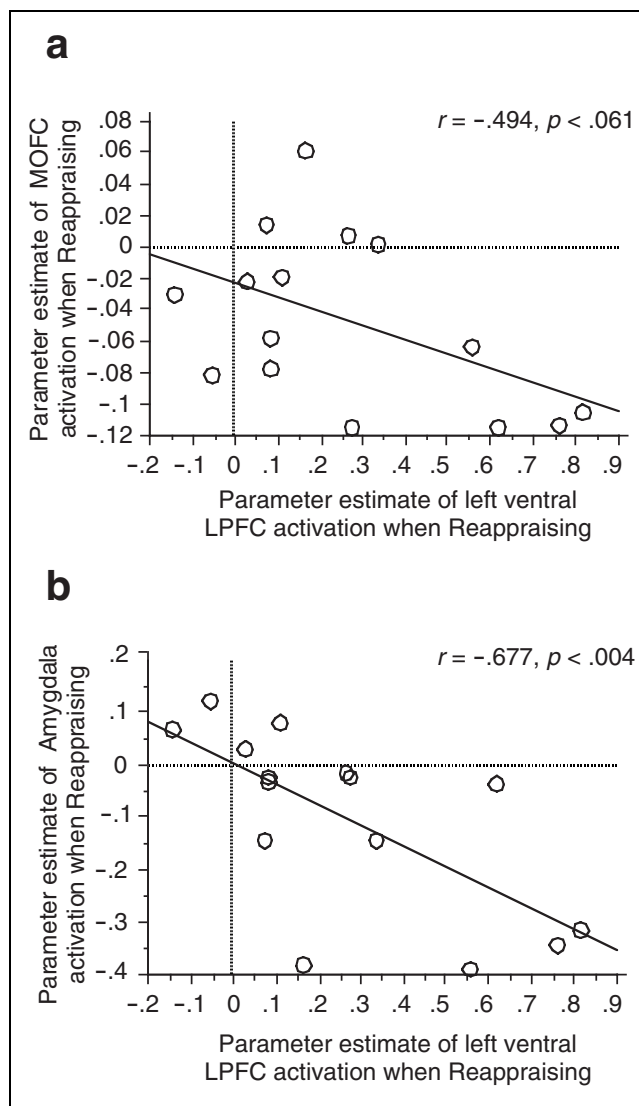 a
r = -.494, p < .061
Parameter estimate of MOFC
activation when Reappraising
.08
.06
.04
.02
0
-.02
-.04
-.06
-.08
-.1
-.12
-.2 -.1 0 .1 .2 .3 .4 .5 .6 .7 .8 .9
Parameter estimate of left ventral
LPFC activation when Reappraising
b
r = -.677, p < .004
Parameter estimate of Amygdala
activation when Reappraising
.2
.1
0
-.1
-.2
-.3
-.4
-.2 -.1 0 .1 .2 .3 .4 .5 .6 .7 .8 .9
Parameter estimate of left ventral
LPFC activation when Reappraising